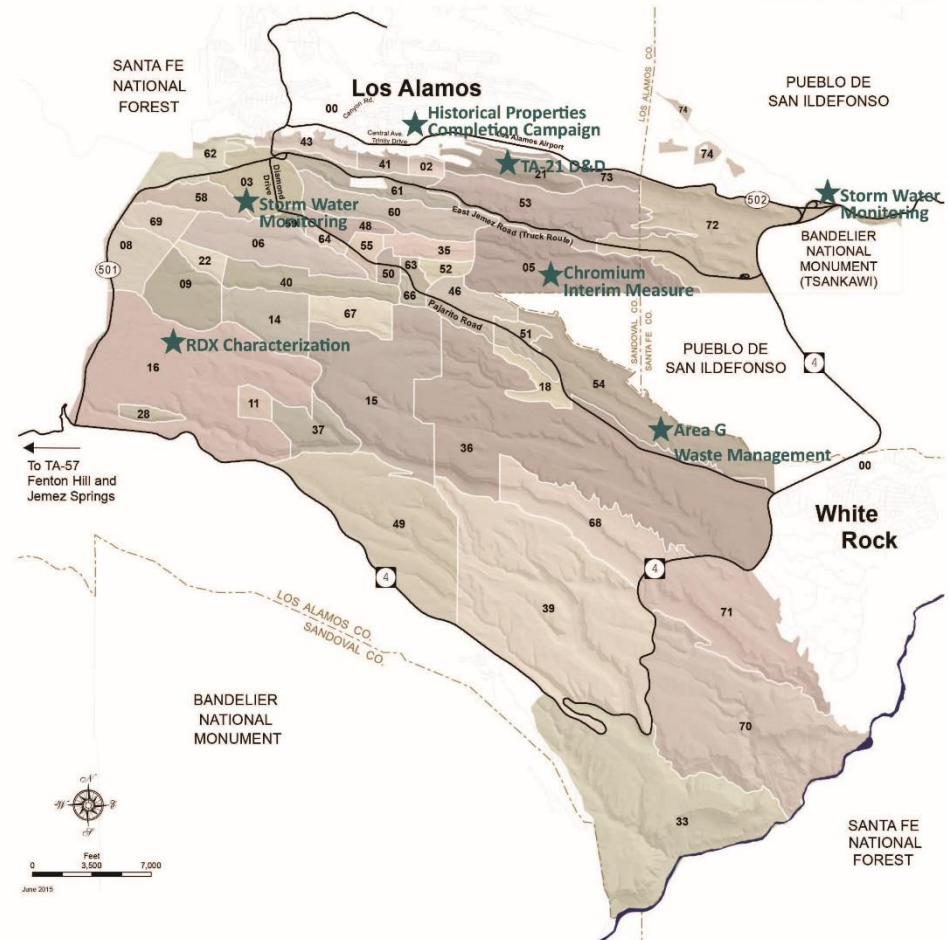 SANTA FE
NATIONAL
FOREST
Los Alamos
00
Canyon Rd.
Historical Properties
Completion Campaign
Central Ave.
Trinity Drive
Los Alamos Airport
LOS ALAMOS CO.
PUEBLO DE
SAN ILDEFONSO
74
74
43
62
41
02
TA-21 D&D
21
73
03
Diamond
Drive
58
Storm Water
Monitoring
59
61
60
53
502
Storm Water
Monitoring
72
East Jemez Road (Truck Route)
BANDELIER
NATIONAL
MONUMENT
(TSANKAWI)
69
08
06
64
48
55
35
501
22
09
40
50
63
52
66
46
05
Chromium
Interim Measure
14
67
Pajarito Road
51
SANDOVAL CO.
SANTA FE CO.
PUEBLO DE
SAN ILDEFONSO
4
RDX Characterization
16
15
18
54
28
11
37
36
Area G
Waste Management
00
To TA-57
Fenton Hill and
Jemez Springs
White
Rock
49
68
4
4
39
71
LOS ALAMOS CO.
SANDOVAL CO.
BANDELIER
NATIONAL
MONUMENT
70
33
SANTA FE
NATIONAL
FOREST
N
W
E
S
Feet
0 3,500 7,000
June 2015